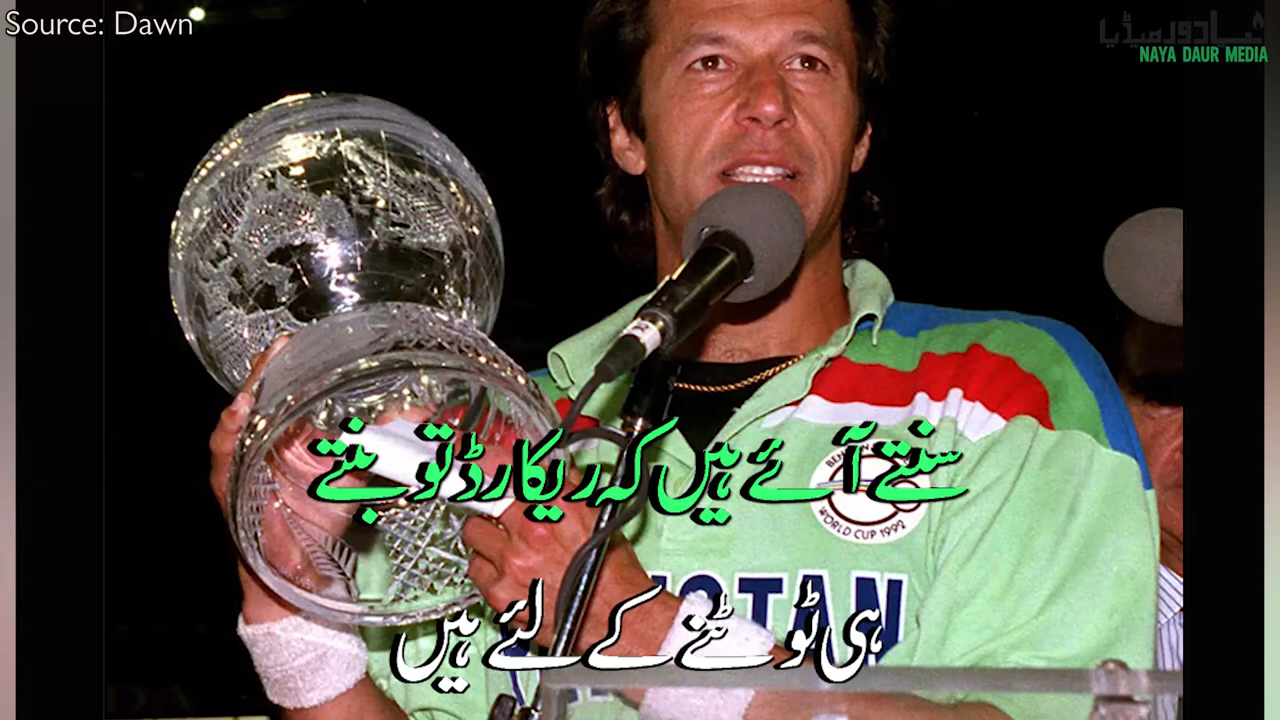 Source: Dawn
نیا دور میڈیا
NAYA DAUR MEDIA
سنتے آئے ہیں کہ ریکارڈ تو بنتے
ہی ٹوٹنے کے لئے ہیں
WORLD CUP 1992